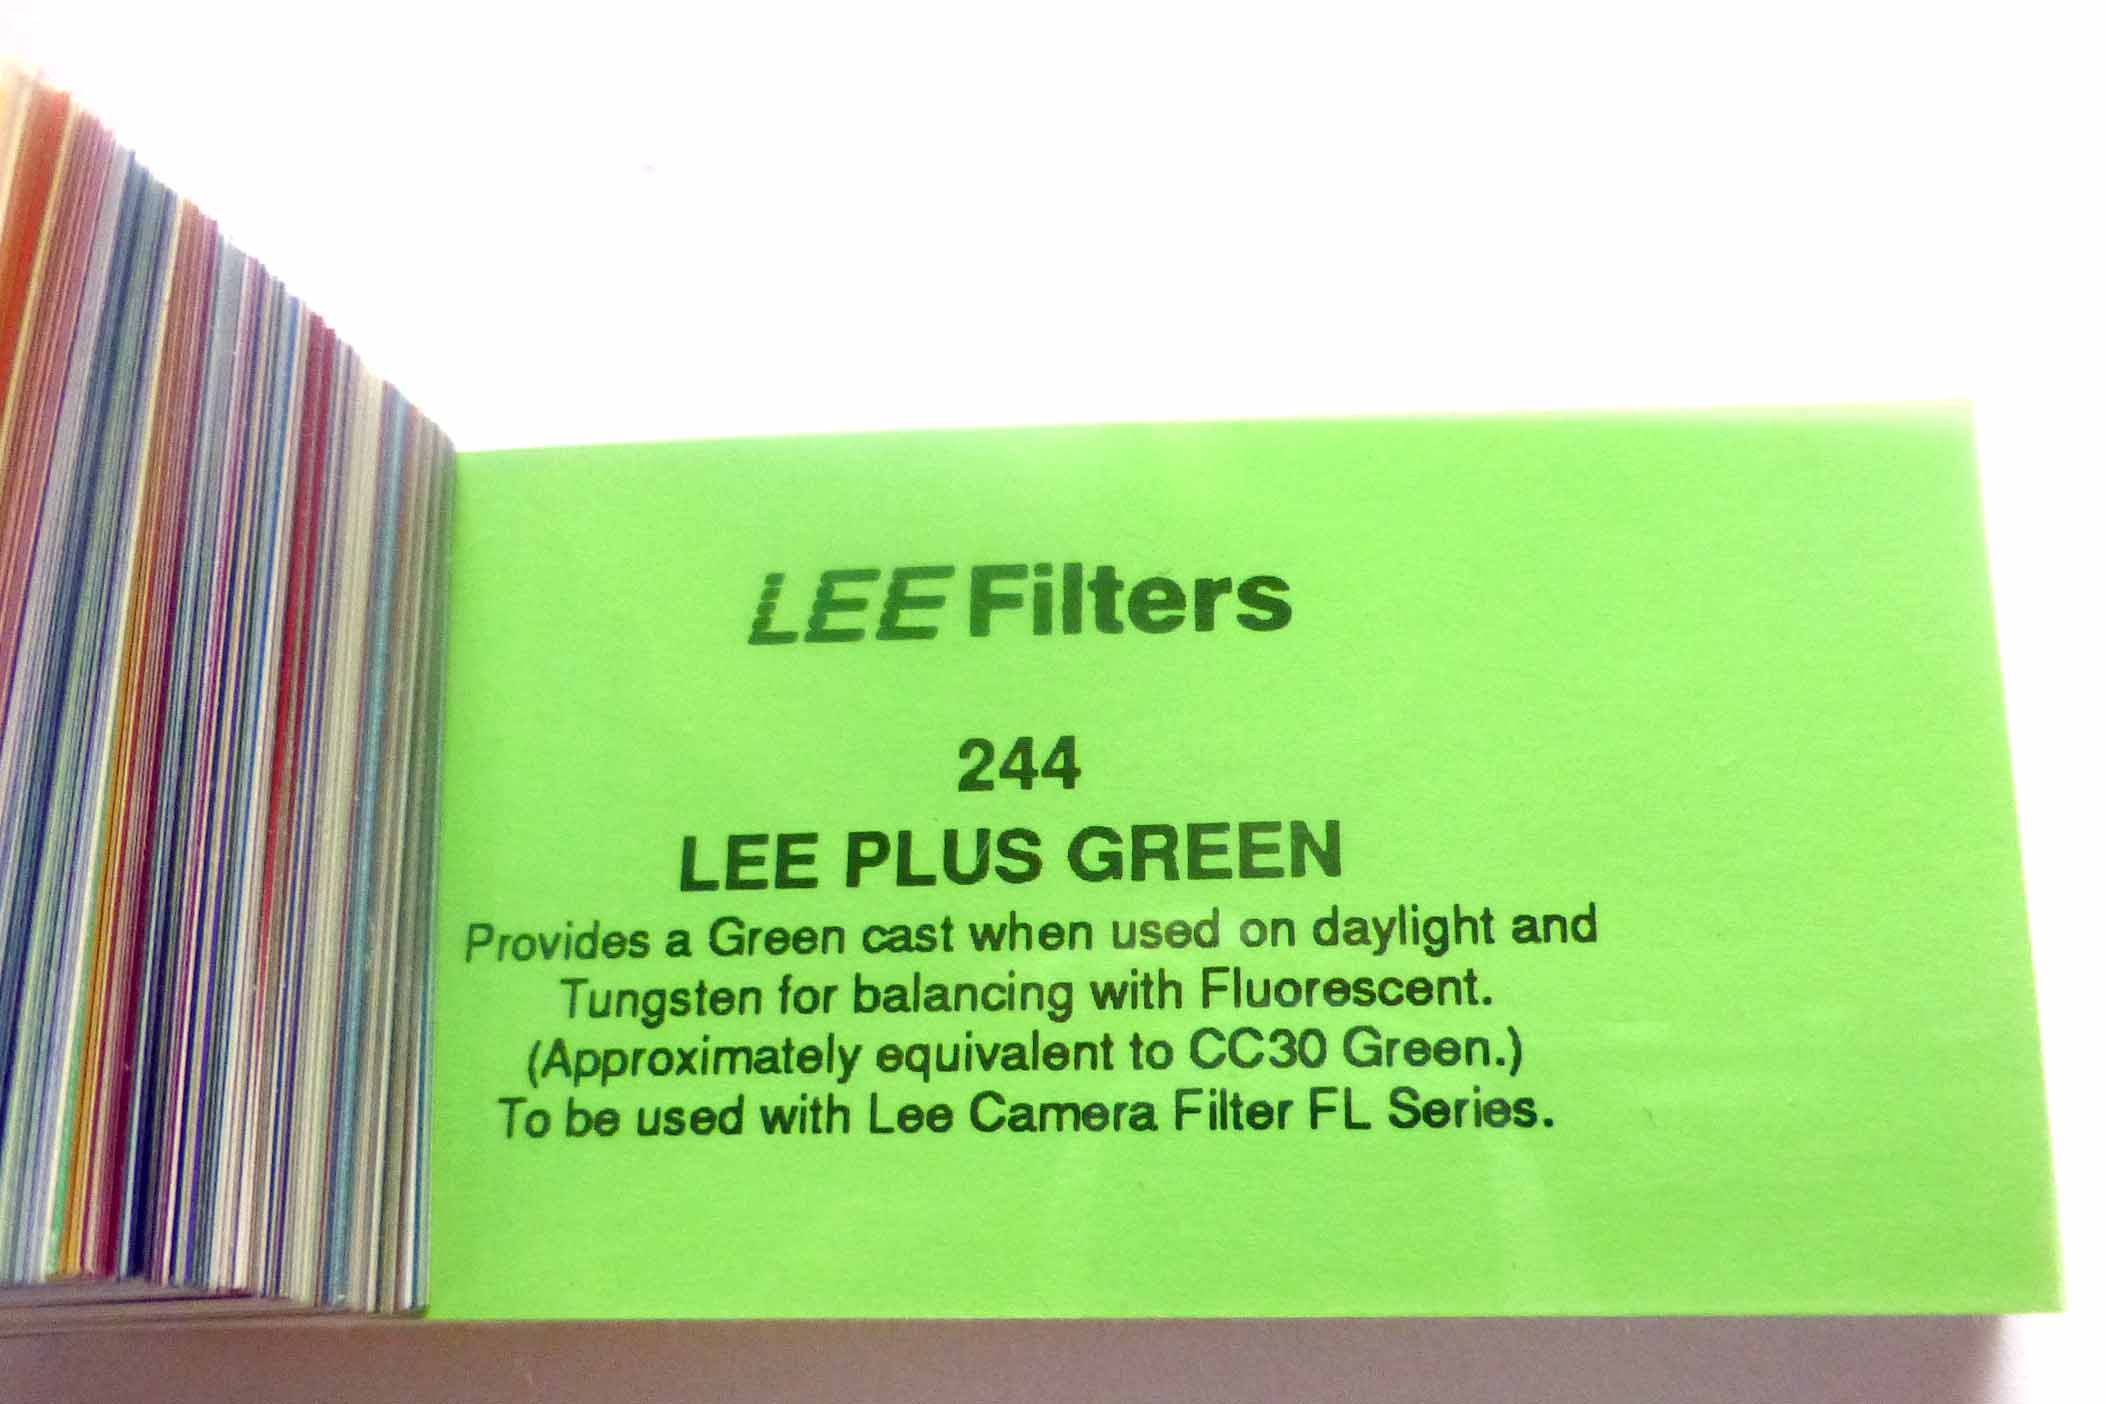 LEE Filters
244
LEE PLUS GREEN
Provides a Green cast when used on daylight and
Tungsten for balancing with Fluorescent.
(Approximately equivalent to CC30 Green.)
To be used with Lee Camera Filter FL Series.